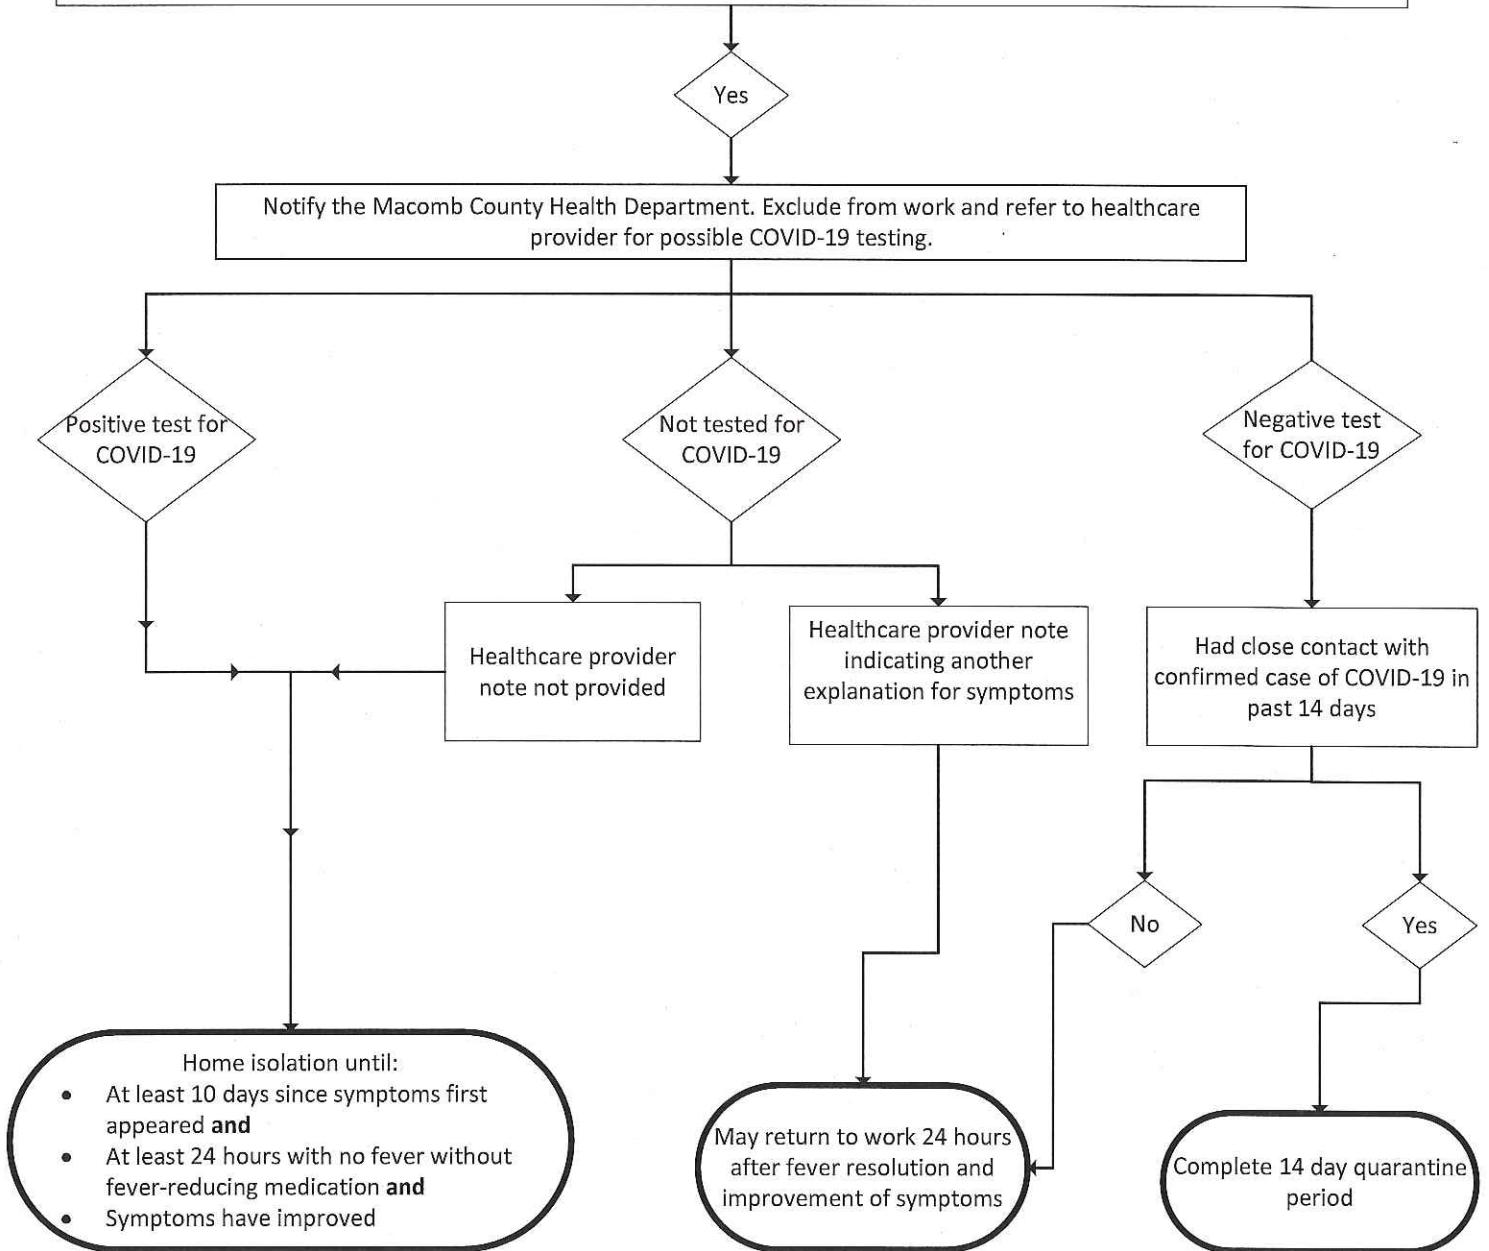 Yes
Notify the Macomb County Health Department. Exclude from work and refer to healthcare
provider for possible COVID-19 testing.
Positive test for
COVID-19
Not tested for
COVID-19
Negative test
for COVID-19
Healthcare provider
note not provided
Healthcare provider note
indicating another
explanation for symptoms
Had close contact with
confirmed case of COVID-19 in
past 14 days
No
Yes
Home isolation until:
• At least 10 days since symptoms first
appeared and
• At least 24 hours with no fever without
fever-reducing medication and
• Symptoms have improved
May return to work 24 hours
after fever resolution and
improvement of symptoms
Complete 14 day quarantine
period